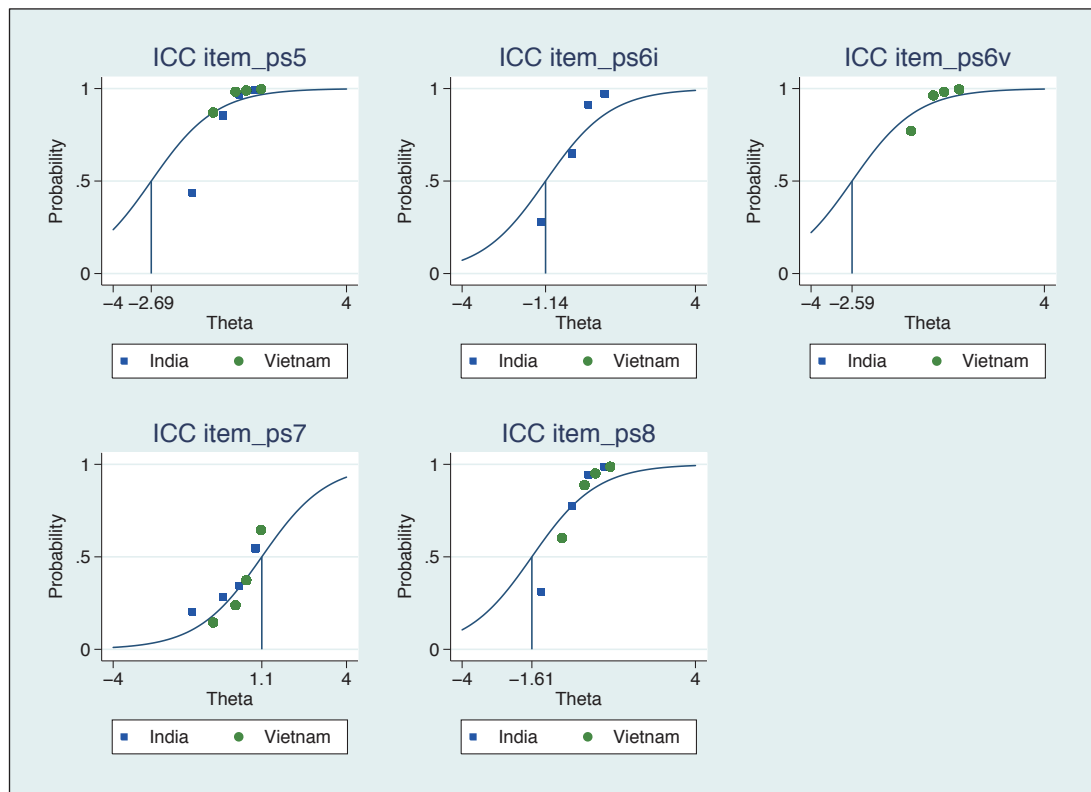 ICC item_ps5
Probability
1
.5
0
−4 −2.69 4
Theta
India Vietnam
ICC item_ps6i
Probability
1
.5
0
−4 −1.14 4
Theta
India Vietnam
ICC item_ps6v
Probability
1
.5
0
−4 −2.59 4
Theta
India Vietnam
ICC item_ps7
Probability
1
.5
0
−4 1.1 4
Theta
India Vietnam
ICC item_ps8
Probability
1
.5
0
−4 −1.61 4
Theta
India Vietnam